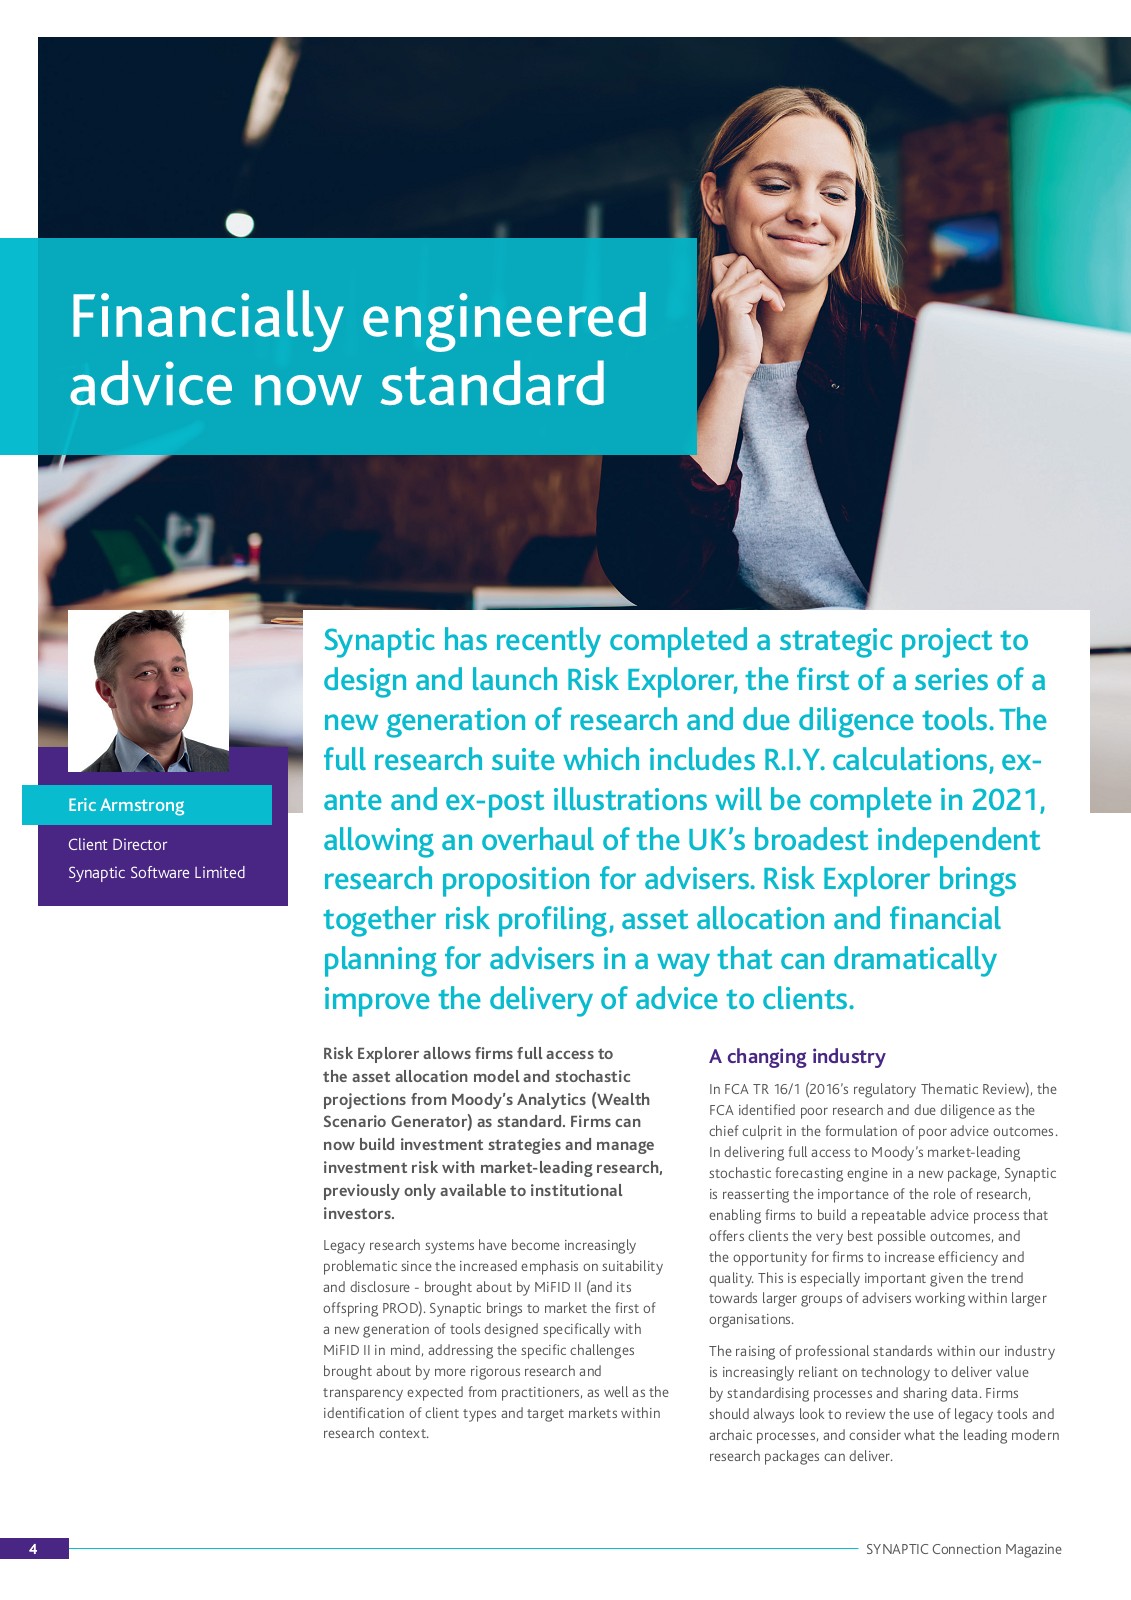 Financially engineered
advice now standard
Eric Armstrong
Client Director
Synaptic Software Limited
Synaptic has recently completed a strategic project to
design and launch Risk Explorer, the first of a series of a
new generation of research and due diligence tools. The
full research suite which includes R.I.Y. calculations, ex-
ante and ex-post illustrations will be complete in 2021,
allowing an overhaul of the UK's broadest independent
research proposition for advisers. Risk Explorer brings
together risk profiling, asset allocation and financial
planning for advisers in a way that can dramatically
improve the delivery of advice to clients.
Risk Explorer allows firms full access to
the asset allocation model and stochastic
projections from Moody's Analytics (Wealth
Scenario Generator) as standard. Firms can
now build investment strategies and manage
investment risk with market-leading research,
previously only available to institutional
investors.
Legacy research systems have become increasingly
problematic since the increased emphasis on suitability
and disclosure - brought about by MiFID II (and its
offspring PROD). Synaptic brings to market the first of
a new generation of tools designed specifically with
MiFID II in mind, addressing the specific challenges
brought about by more rigorous research and
transparency expected from practitioners, as well as the
identification of client types and target markets within
research context.
A changing industry
In FCA TR 16/1 (2016's regulatory Thematic Review), the
FCA identified poor research and due diligence as the
chief culprit in the formulation of poor advice outcomes.
In delivering full access to Moody's market-leading
stochastic forecasting engine in a new package, Synaptic
is reasserting the importance of the role of research,
enabling firms to build a repeatable advice process that
offers clients the very best possible outcomes, and
the opportunity for firms to increase efficiency and
quality. This is especially important given the trend
towards larger groups of advisers working within larger
organisations.
The raising of professional standards within our industry
is increasingly reliant on technology to deliver value
by standardising processes and sharing data. Firms
should always look to review the use of legacy tools and
archaic processes, and consider what the leading modern
research packages can deliver.
4
SYNAPTIC Connection Magazine